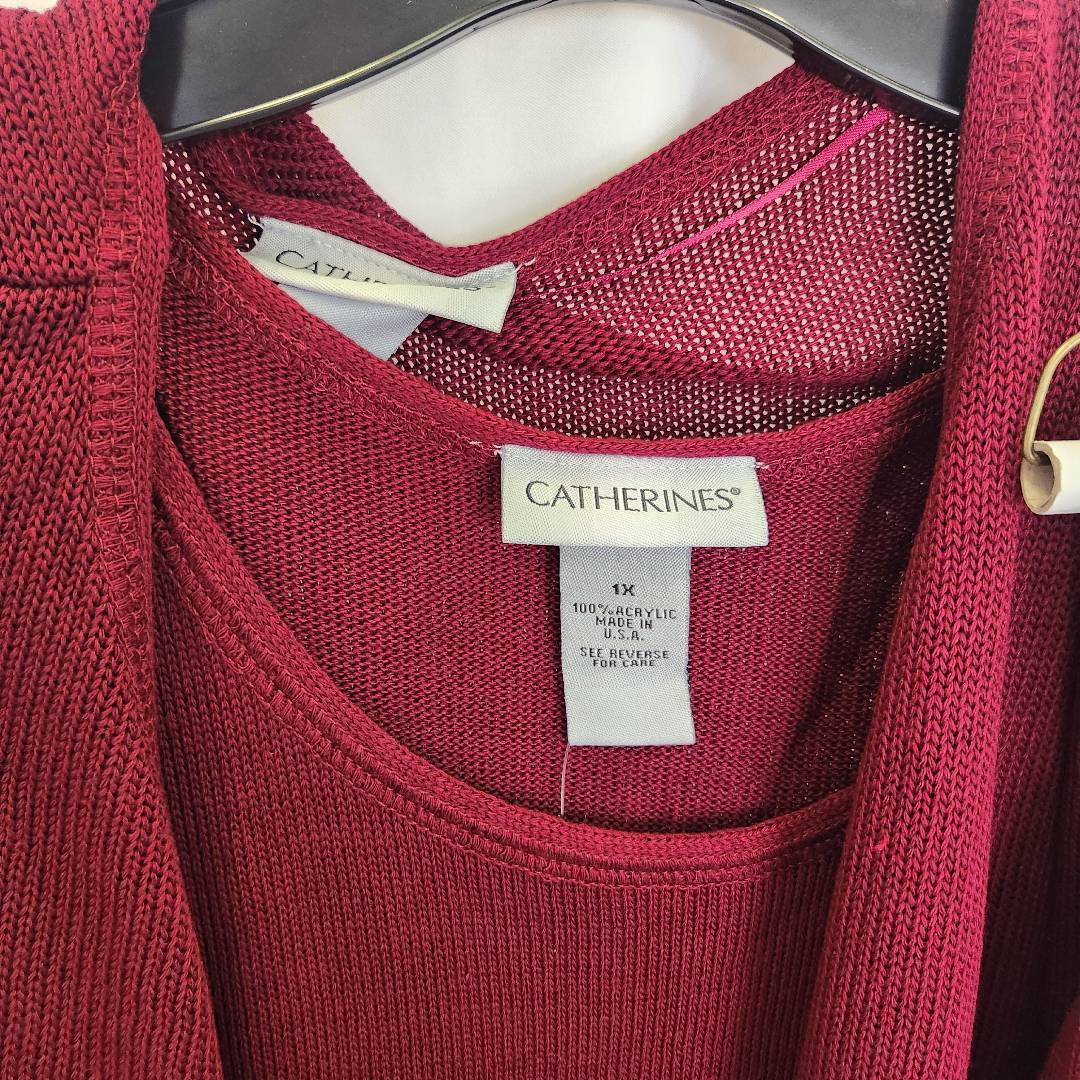 CATHERINES®
1X
100% ACRYLIC
MADE IN
U.S.A.
SEE REVERSE
FOR CARE